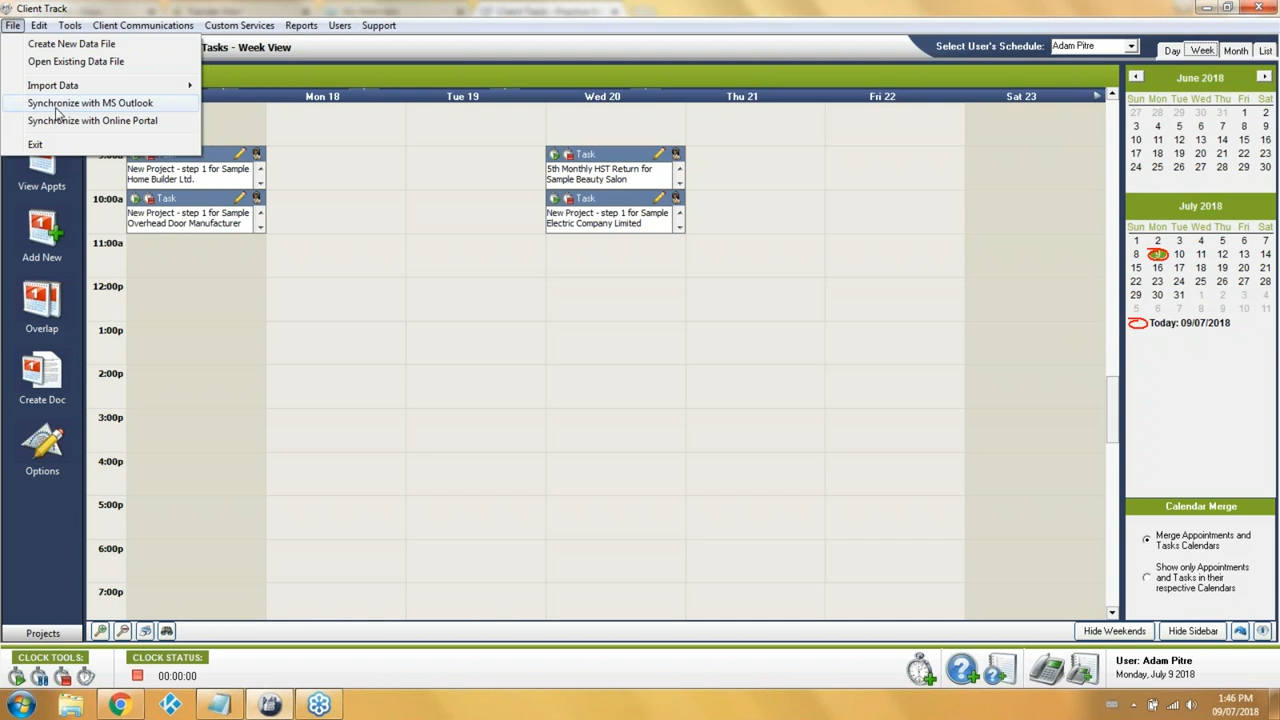 Client Track
File Edit Tools Client Communications Custom Services Reports Users Support
Create New Data File
Open Existing Data File
Import Data
Synchronize with MS Outlook
Synchronize with Online Portal
Exit
Tasks - Week View
Select User's Schedule: Adam Pitre
Day Week Month List
Mon 18 Tue 19 Wed 20 Thu 21 Fri 22 Sat 23
View Appts
Add New
Overlap
Create Doc
Options
Projects
10:00a
11:00a
12:00p
1:00p
2:00p
3:00p
4:00p
5:00p
6:00p
7:00p
New Project - step 1 for Sample
Home Builder Ltd.
Task
New Project - step 1 for Sample
Overhead Door Manufacturer
Task
5th Monthly HST Return for
Sample Beauty Salon
Task
New Project - step 1 for Sample
Electric Company Limited
June 2018
Sun Mon Tue Wed Thu Fri Sat
27 28 29 30 31 1 2
3 4 5 6 7 8 9
10 11 12 13 14 15 16
17 18 19 20 21 22 23
24 25 26 27 28 29 30
July 2018
Sun Mon Tue Wed Thu Fri Sat
1 2 3 4 5 6 7
8 10 11 12 13 14
15 16 17 18 19 20 21
22 23 24 25 26 27 28
29 30 31 1 2 3 4
5 6 7 8 9 10 11
Today: 09/07/2018
Calendar Merge
Merge Appointments and
Tasks Calendars
Show only Appointments
and Tasks in their
respective Calendars
Hide Weekends Hide Sidebar
CLOCK TOOLS: CLOCK STATUS:
00:00:00
User: Adam Pitre
Monday, July 9 2018
1:46 PM
09/07/2018